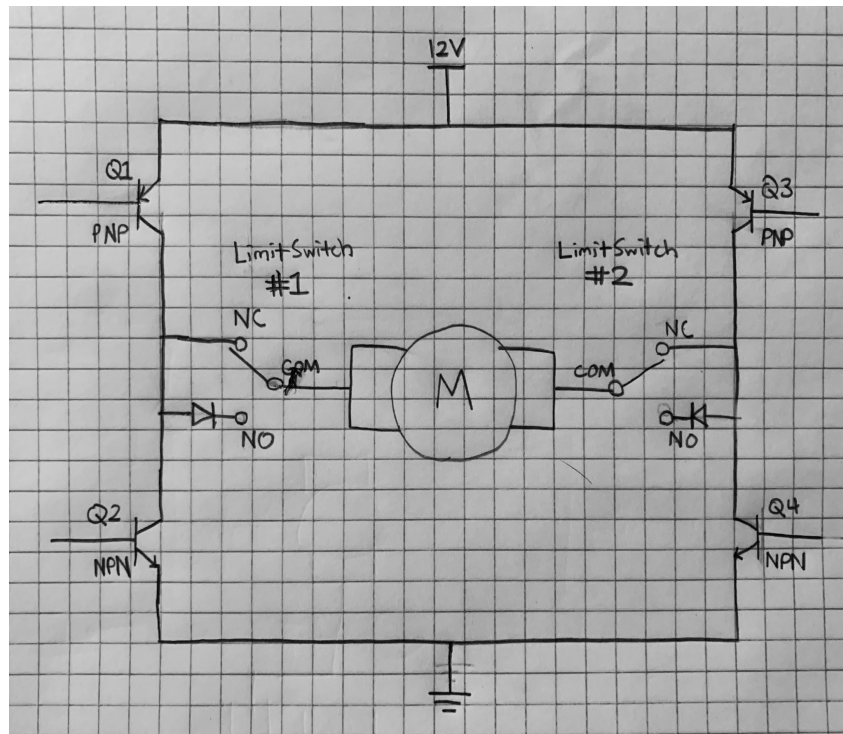 12V
Q1
PNP
Q3
PNP
Limit Switch
#1
Limit Switch
#2
NC
NC
COM
COM
M
NO
NO
Q2
NPN
Q4
NPN